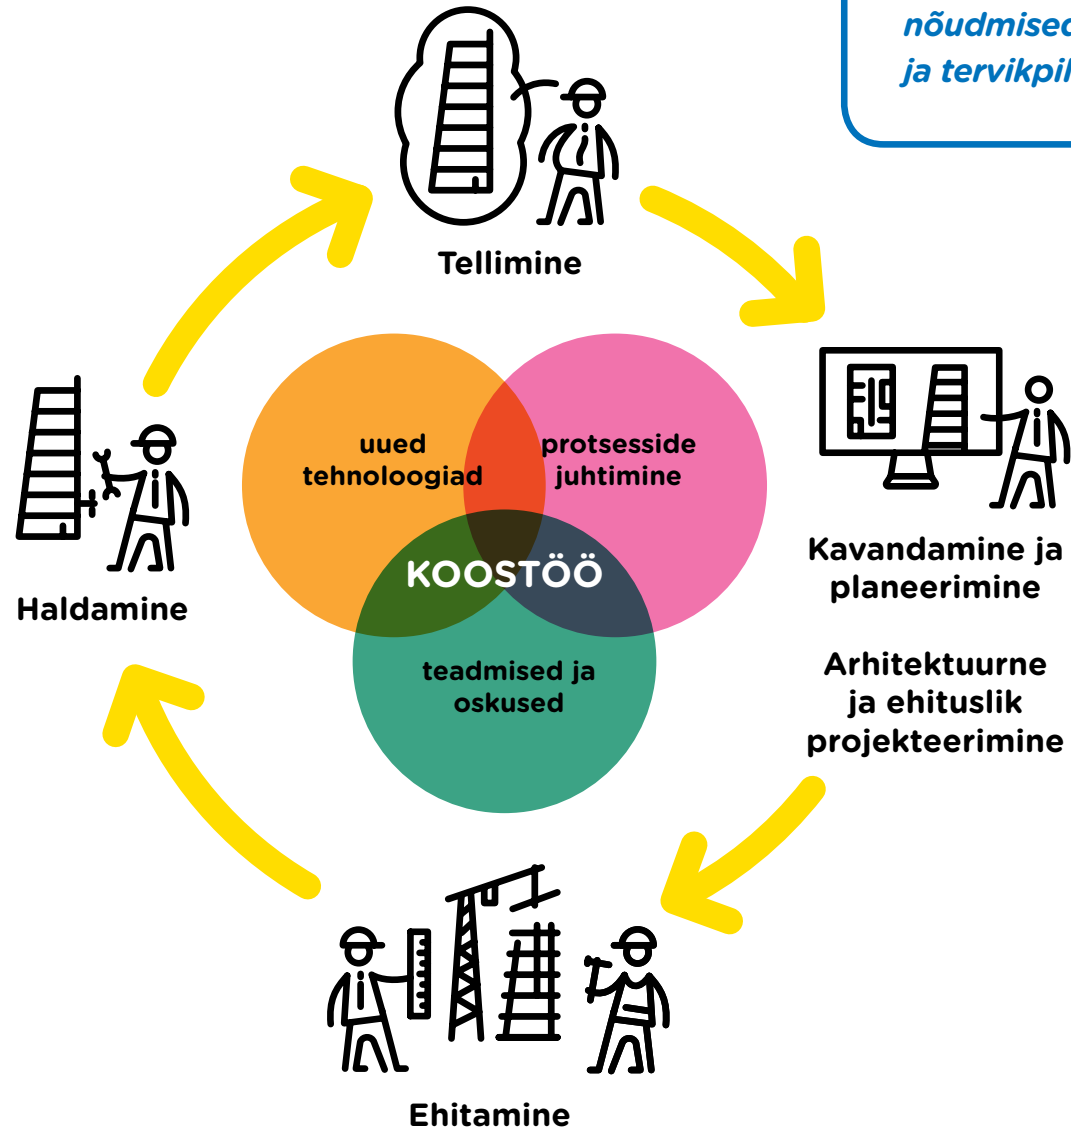 nõudmised
Tellimine
uued
tehnoloogiad
protsesside
juhtimine
KOOSTÖÖ
teadmised ja
oskused
Kavandamine ja
planeerimine
Arhitektuurne
ja ehituslik
projekteerimine
Haldamine
Ehitamine
ja